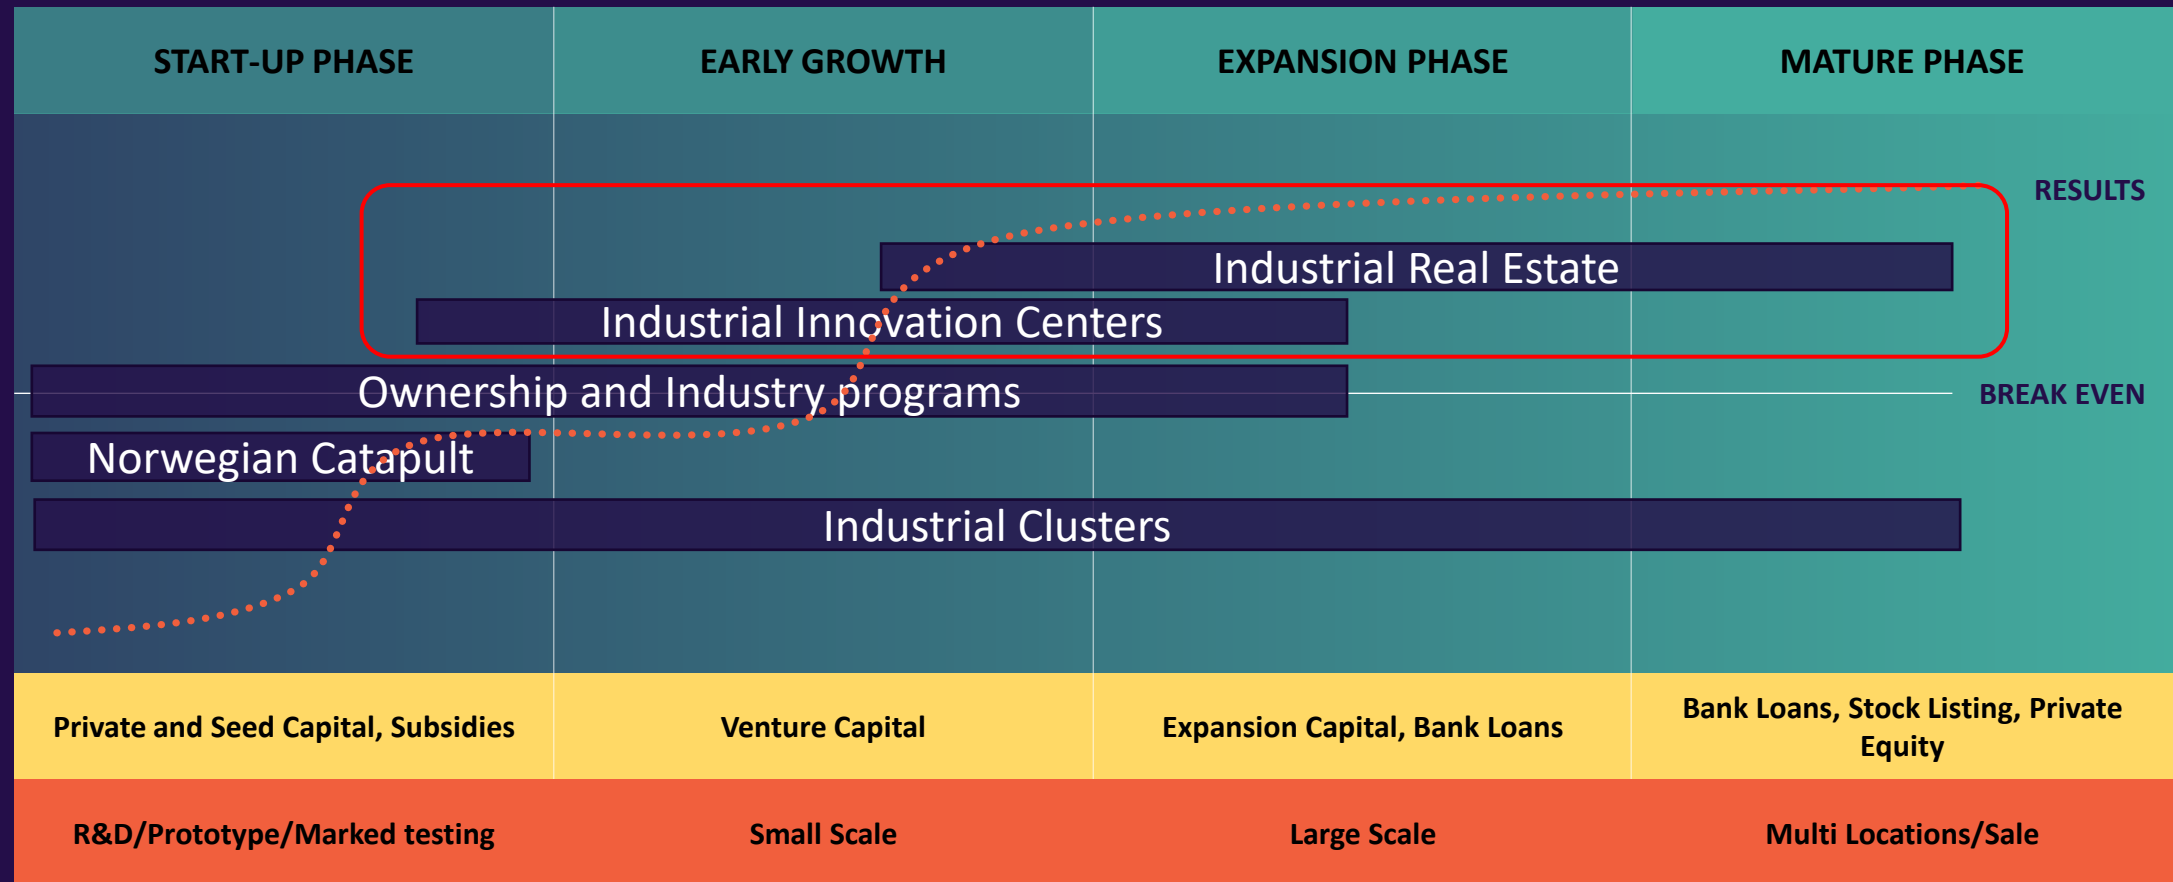 START-UP PHASE
EARLY GROWTH
EXPANSION PHASE
MATURE PHASE
RESULTS
Industrial Real Estate
Industrial Innovation Centers
Ownership and Industry programs
BREAK EVEN
Norwegian Catapult
Industrial Clusters
Private and Seed Capital, Subsidies
Venture Capital
Expansion Capital, Bank Loans
Bank Loans, Stock Listing, Private
Equity
R&D/Prototype/Marked testing
Small Scale
Large Scale
Multi Locations/Sale